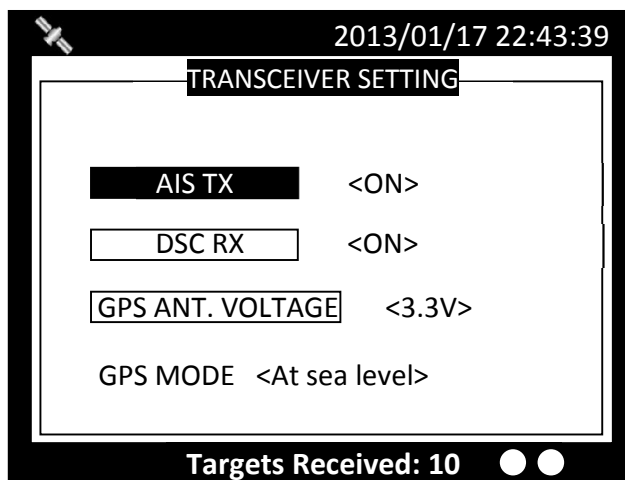 2013/01/17 22:43:39
TRANSCEIVER SETTING
AIS TX <ON>
DSC RX <ON>
GPS ANT. VOLTAGE <3.3V>
GPS MODE <At sea level>
Targets Received: 10